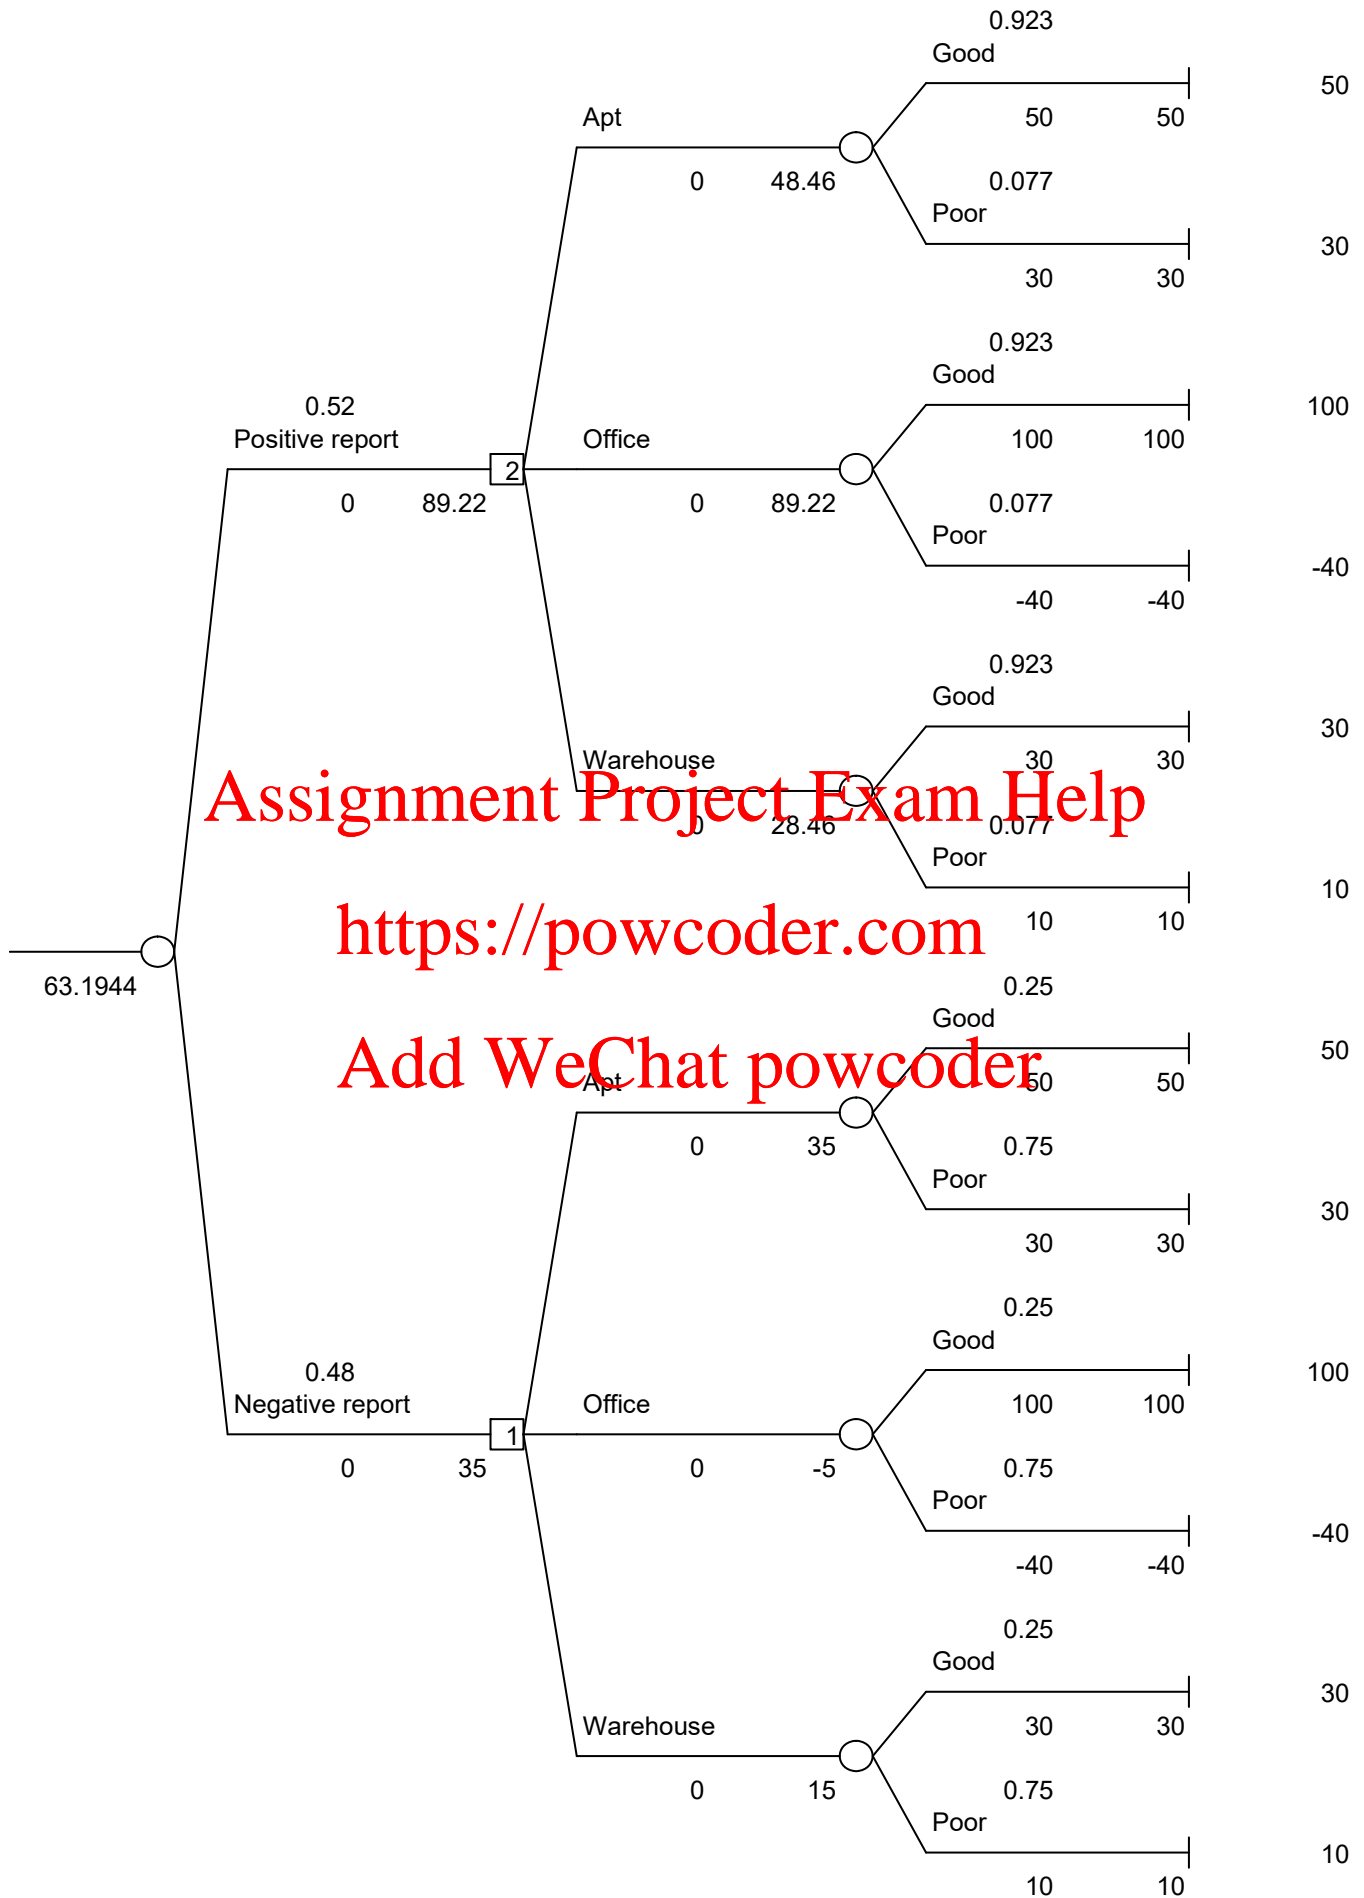 0.923
Good
50
50 50
Apt
0 48.46 0.077
Poor
30
30 30
0.923
Good
0.52 100
Positive report Office 100 100
2
0 89.22 0 89.22 0.077
Poor
-40
-40 -40
0.923
Good
30
Warehouse 30 30
Assignment Project Exam Help
0 28.46 0.077
Poor
10
10 10
https://powcoder.com
63.1944 0.25
Good
50
Add WeChat powcoder
Apt 50 50
0 35 0.75
Poor
30
30 30
0.25
Good
0.48 100
Negative report Office 100 100
1
0 35 0 -5 0.75
Poor
-40
-40 -40
0.25
Good
30
Warehouse 30 30
0 15 0.75
Poor
10
10 10